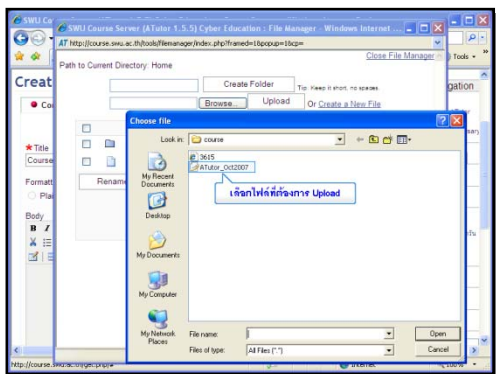 SWU Course Server (ATutor 1.5.5) Cyber Education : File Manager - Windows Internet ...
http://course.swu.ac.th/tools/filemanager/index.php?framed=1&popup=1&cp=
Close File Manager
Tools
Path to Current Directory: Home
Creat
gation
Create Folder
Tip: Keep it short, no spaces.
Browse...
Upload
Or Create a New File
Choose file
Look in:
course
Title
Course
3615
ATutor_Oct2007
เลือกไฟล์ที่ต้องการ Upload
My Recent
Documents
Rename
Body
B I
Desktop
My Documents
My Computer
My Network
Places
File name:
Open
Files of type:
All Files (*.*)
Cancel
Internet
100%